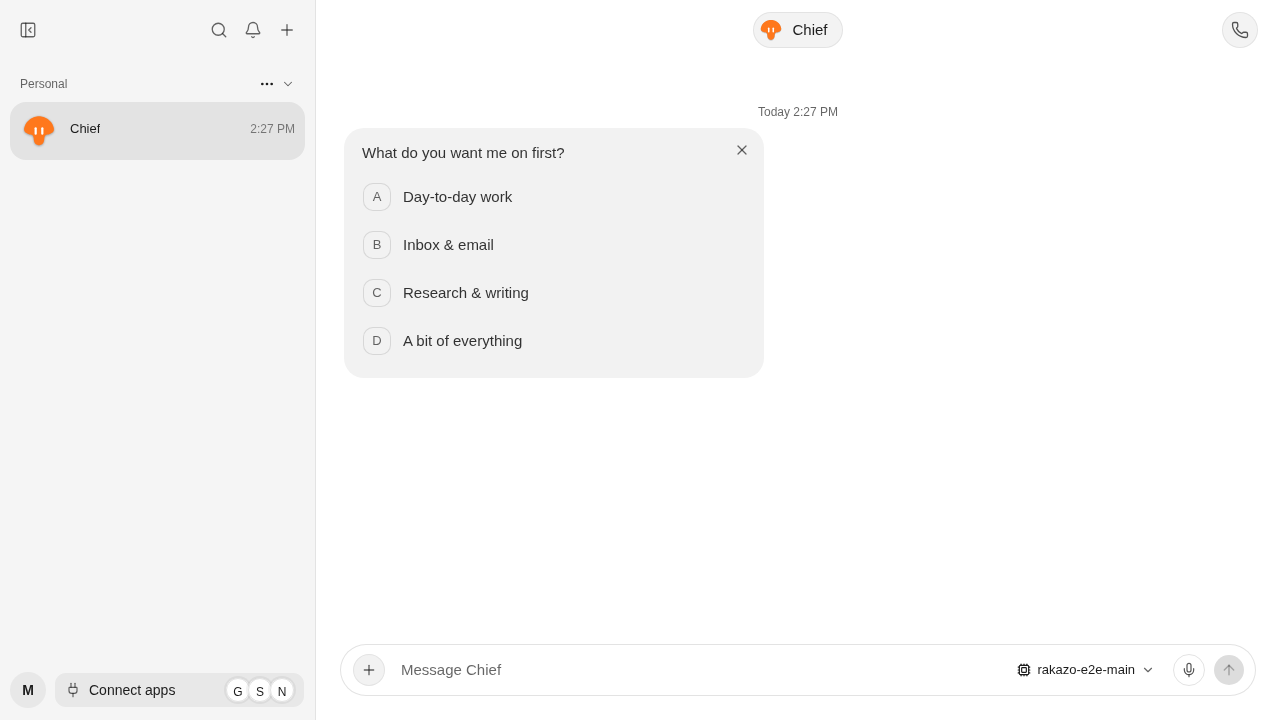 Chief
Personal
Chief
2:27 PM
Today 2:27 PM
What do you want me on first?
A Day-to-day work
B Inbox & email
C Research & writing
D A bit of everything
Message Chief
rakazo-e2e-main
M
Connect apps
G S N